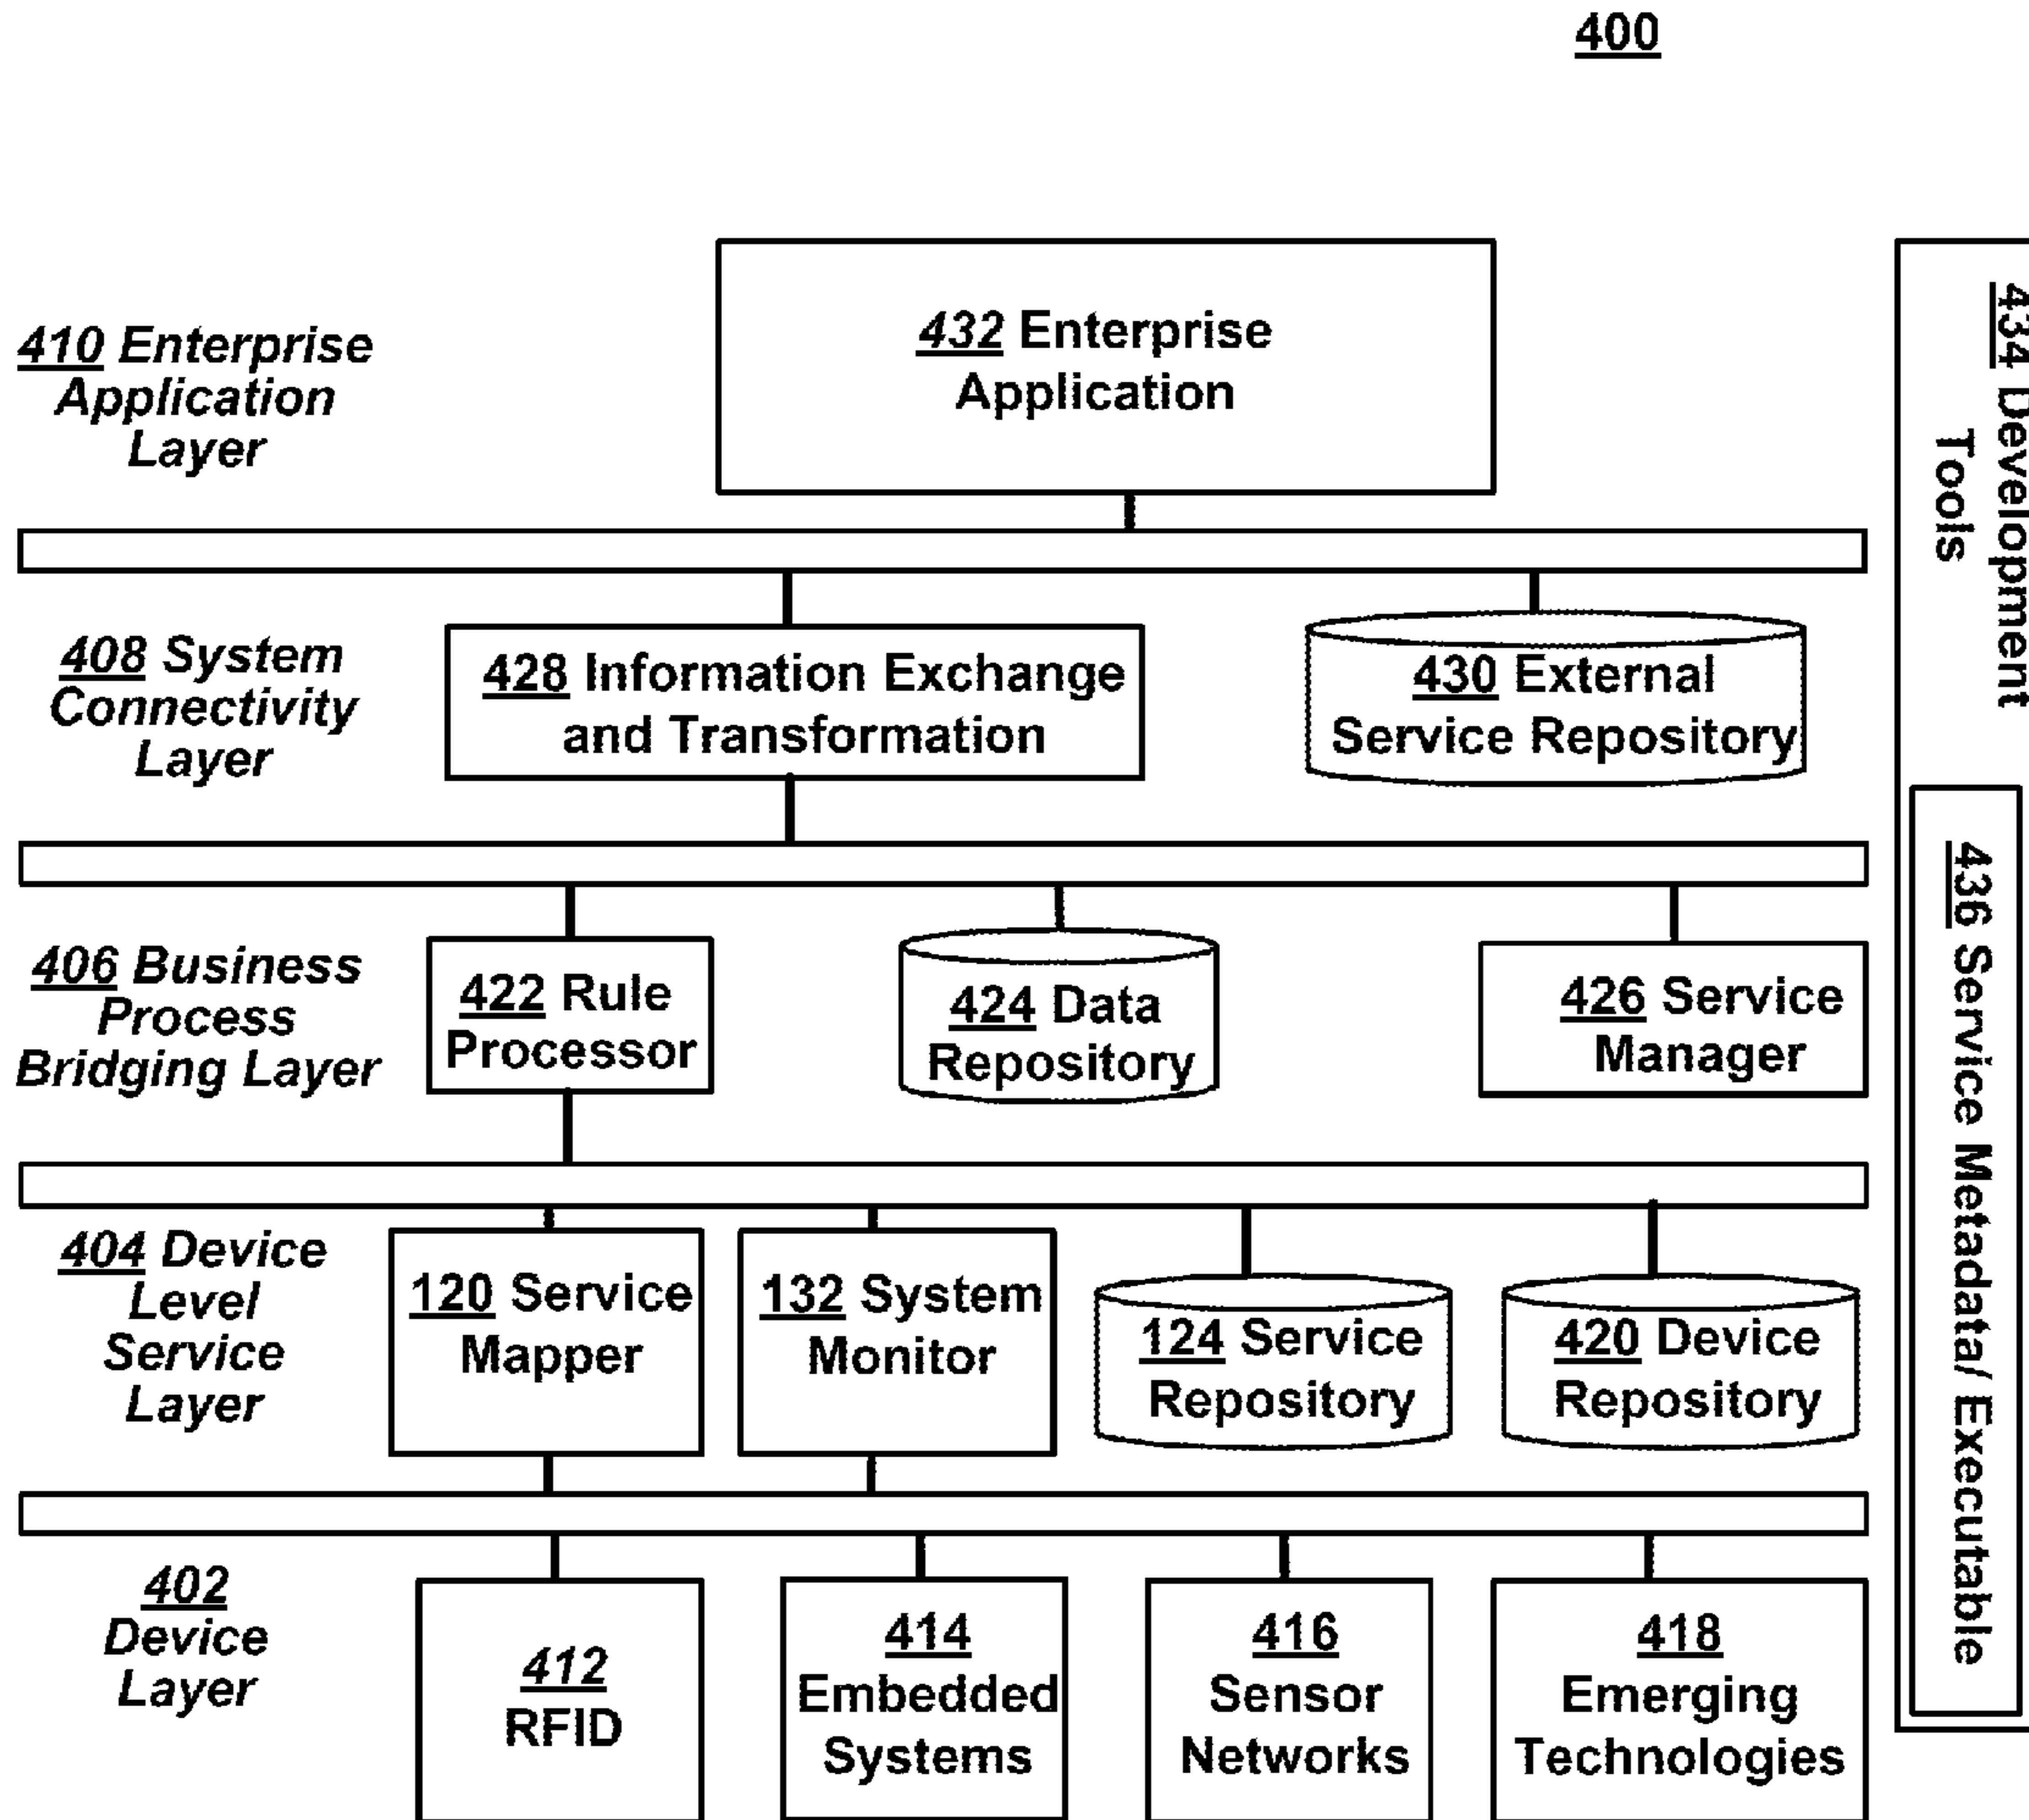 400
410 Enterprise
Application
Layer
432 Enterprise
Application
408 System
Connectivity
Layer
428 Information Exchange
and Transformation
430 External
Service Repository
406 Business
Process
Bridging Layer
422 Rule
Processor
424 Data
Repository
426 Service
Manager
404 Device
Level
Service
Layer
120 Service
Mapper
132 System
Monitor
124 Service
Repository
420 Device
Repository
402
Device
Layer
412
RFID
414
Embedded
Systems
416
Sensor
Networks
418
Emerging
Technologies
434 Development
Tools
436 Service Metadata/ Executable